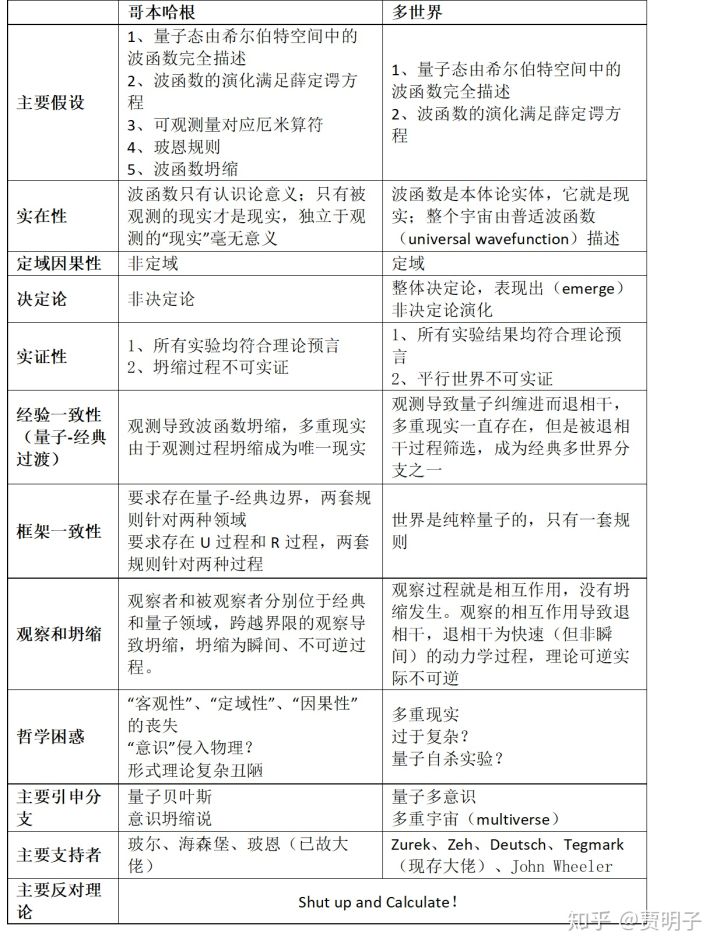 哥本哈根
多世界
主要假设
1、量子态由希尔伯特空间中的
波函数完全描述
2、波函数的演化满足薛定谔方
程
3、可观测量对应厄米算符
4、玻恩规则
5、波函数坍缩
1、量子态由希尔伯特空间中的
波函数完全描述
2、波函数的演化满足薛定谔方
程
实在性
波函数只有认识论意义；只有被
观测的现实才是现实，独立于观
测的“现实”毫无意义
波函数是本体论实体，它就是现
实；整个宇宙由普适波函数
（universal wavefunction）描述
定域因果性
非定域
定域
决定论
非决定论
整体决定论，表现出（emerge）
非决定论演化
实证性
1、所有实验均符合理论预言
2、坍缩过程不可实证
1、所有实验结果均符合理论预
言
2、平行世界不可实证
经验一致性
（量子-经典
过渡）
观测导致波函数坍缩，多重现实
由于观测过程坍缩成为唯一现实
观测导致量子纠缠进而退相干，
多重现实一直存在，但是被退相
干过程筛选，成为经典多世界分
支之一
框架一致性
要求存在量子-经典边界，两套规
则针对两种领域
要求存在 U 过程和 R 过程，两套
规则针对两种过程
世界是纯粹量子的，只有一套规
则
观察和坍缩
观察者和被观察者分别位于经典
和量子领域，跨越界限的观察导
致坍缩，坍缩为瞬间、不可逆过
程。
观察过程就是相互作用，没有坍
缩发生。观察的相互作用导致退
相干，退相干为快速（但非瞬
间）的动力学过程，理论可逆实
际不可逆
哲学困惑
“客观性”、“定域性”、“因果性”
的丧失
“意识”侵入物理？
形式理论复杂丑陋
多重现实
过于复杂？
量子自杀实验？
主要引申分
支
量子贝叶斯
意识坍缩说
量子多意识
多重宇宙（multiverse）
主要支持者
玻尔、海森堡、玻恩（已故大
佬）
Zurek、Zeh、Deutsch、Tegmark
（现存大佬）、John Wheeler
主要反对理
论
Shut up and Calculate！
知乎 @贾明子